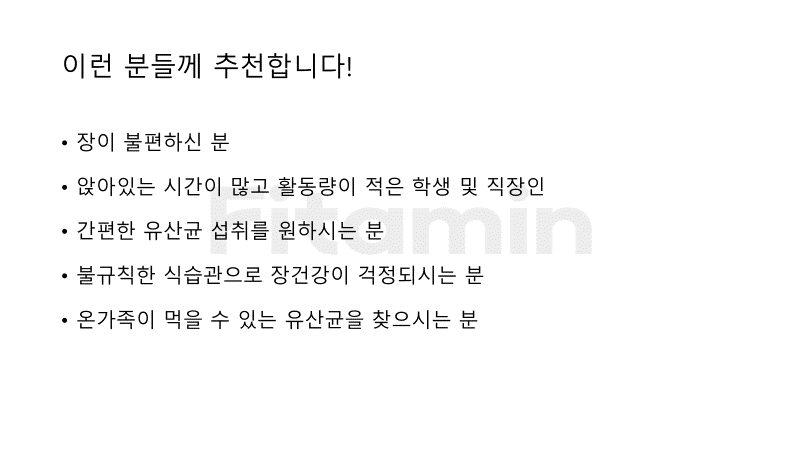 이런 분들께 추천합니다!
• 장이 불편하신 분
• 앉아있는 시간이 많고 활동량이 적은 학생 및 직장인
• 간편한 유산균 섭취를 원하시는 분
• 불규칙한 식습관으로 장건강이 걱정되시는 분
• 온가족이 먹을 수 있는 유산균을 찾으시는 분
Fitamin